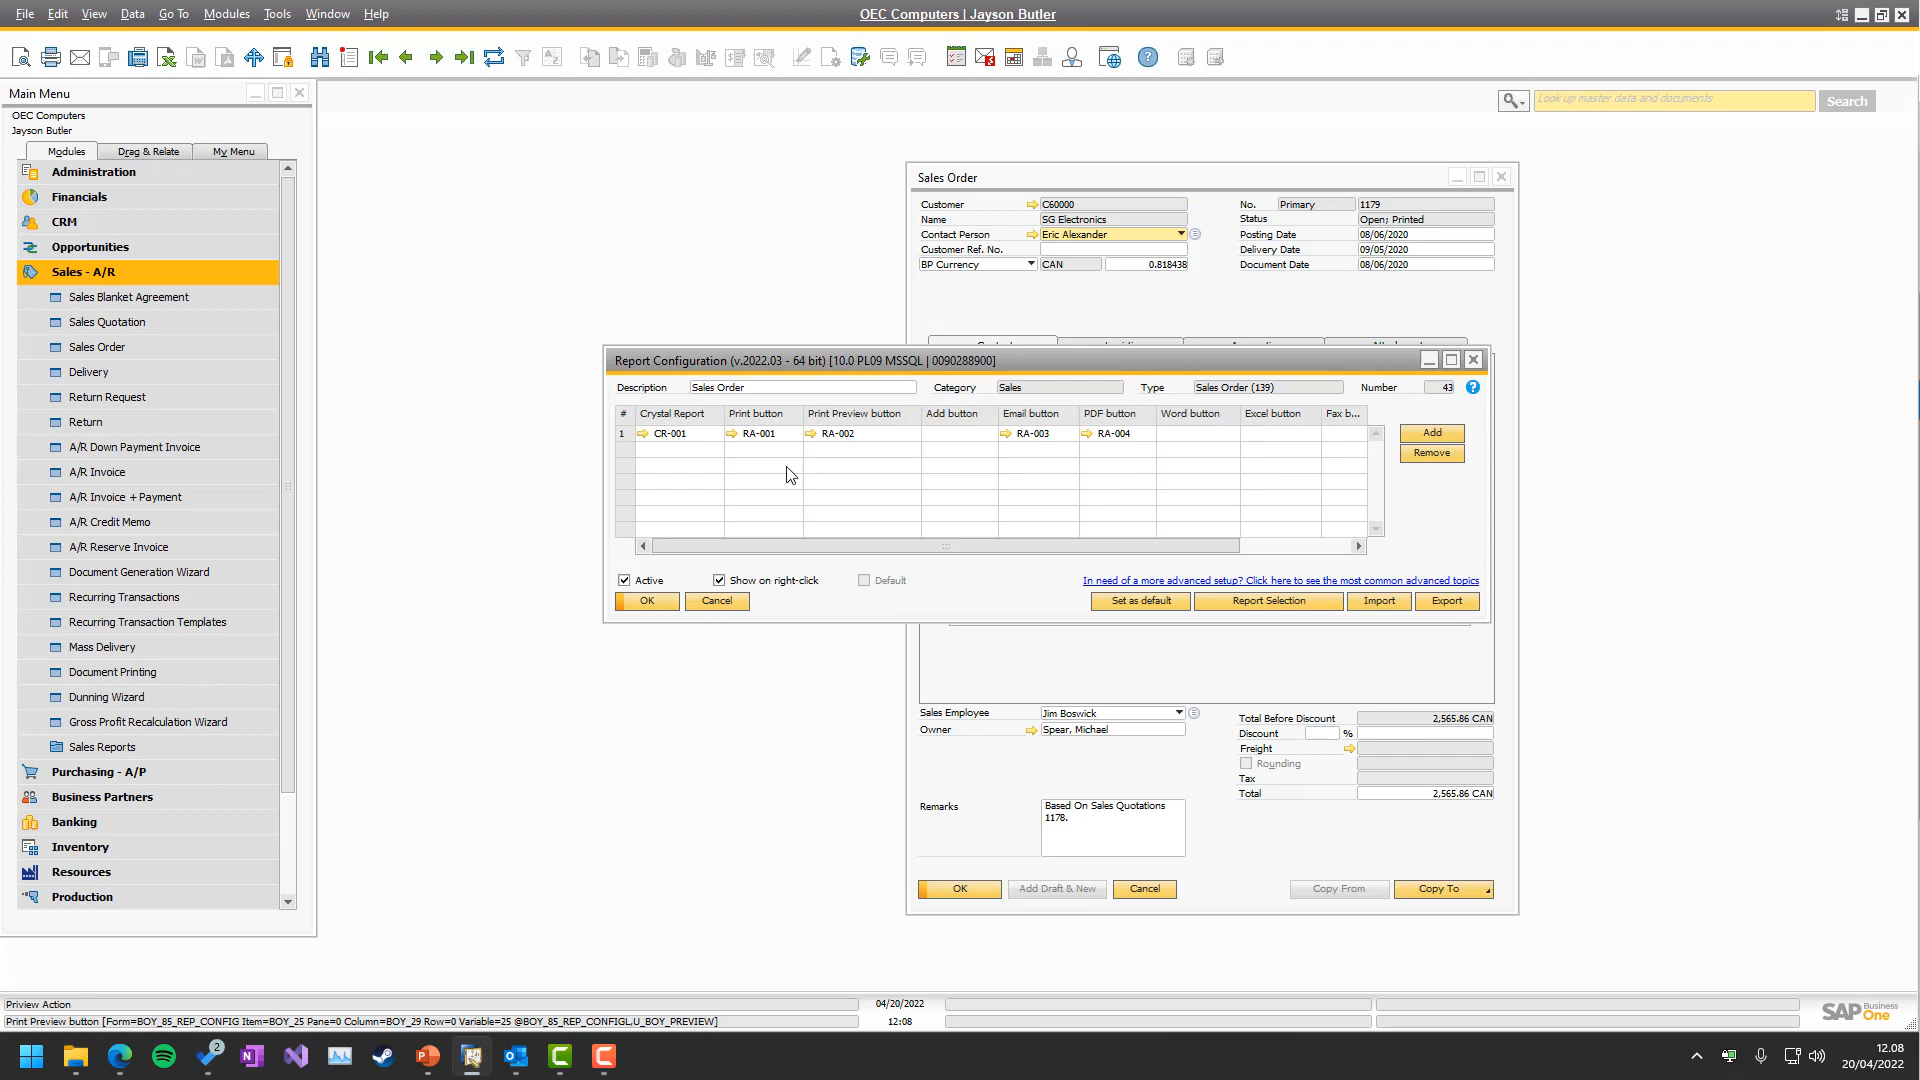 File Edit View Data Go To Modules Tools Window Help
OEC Computers | Jayson Butler
Main Menu
OEC Computers
Jayson Butler
Modules Drag & Relate My Menu
Administration
Financials
CRM
Opportunities
Sales - A/R
Sales Blanket Agreement
Sales Quotation
Sales Order
Delivery
Return Request
Return
A/R Down Payment Invoice
A/R Invoice
A/R Invoice + Payment
A/R Credit Memo
A/R Reserve Invoice
Document Generation Wizard
Recurring Transactions
Recurring Transaction Templates
Mass Delivery
Document Printing
Dunning Wizard
Gross Profit Recalculation Wizard
Sales Reports
Purchasing - A/P
Business Partners
Banking
Inventory
Resources
Production
Look up master data and documents Search
Sales Order
Customer C60000 No. Primary 1179
Name SG Electronics Status Open; Printed
Contact Person Eric Alexander Posting Date 08/06/2020
Customer Ref. No. Delivery Date 09/05/2020
BP Currency CAN 0.818438 Document Date 08/06/2020
Report Configuration (v.2022.03 - 64 bit) [10.0 PL09 MSSQL | 0090288900]
Description Sales Order Category Sales Type Sales Order (139) Number 43
# Crystal Report Print button Print Preview button Add button Email button PDF button Word button Excel button Fax b...
1 CR-001 RA-001 RA-002 RA-003 RA-004
Add
Remove
Active Show on right-click Default
In need of a more advanced setup? Click here to see the most common advanced topics
OK Cancel Set as default Report Selection Import Export
Sales Employee Jim Boswick
Owner Spear, Michael
Total Before Discount 2,565.86 CAN
Discount %
Freight
Rounding
Tax
Total 2,565.86 CAN
Remarks Based On Sales Quotations
1178.
OK Add Draft & New Cancel Copy From Copy To
Priview Action 04/20/2022
Print Preview button [Form=BOY_85_REP_CONFIG Item=BOY_25 Pane=0 Column=BOY_29 Row=0 Variable=25 @BOY_85_REP_CONFIGL,U_BOY_PREVIEW] 12:08
SAP Business One
2
12.08
20/04/2022